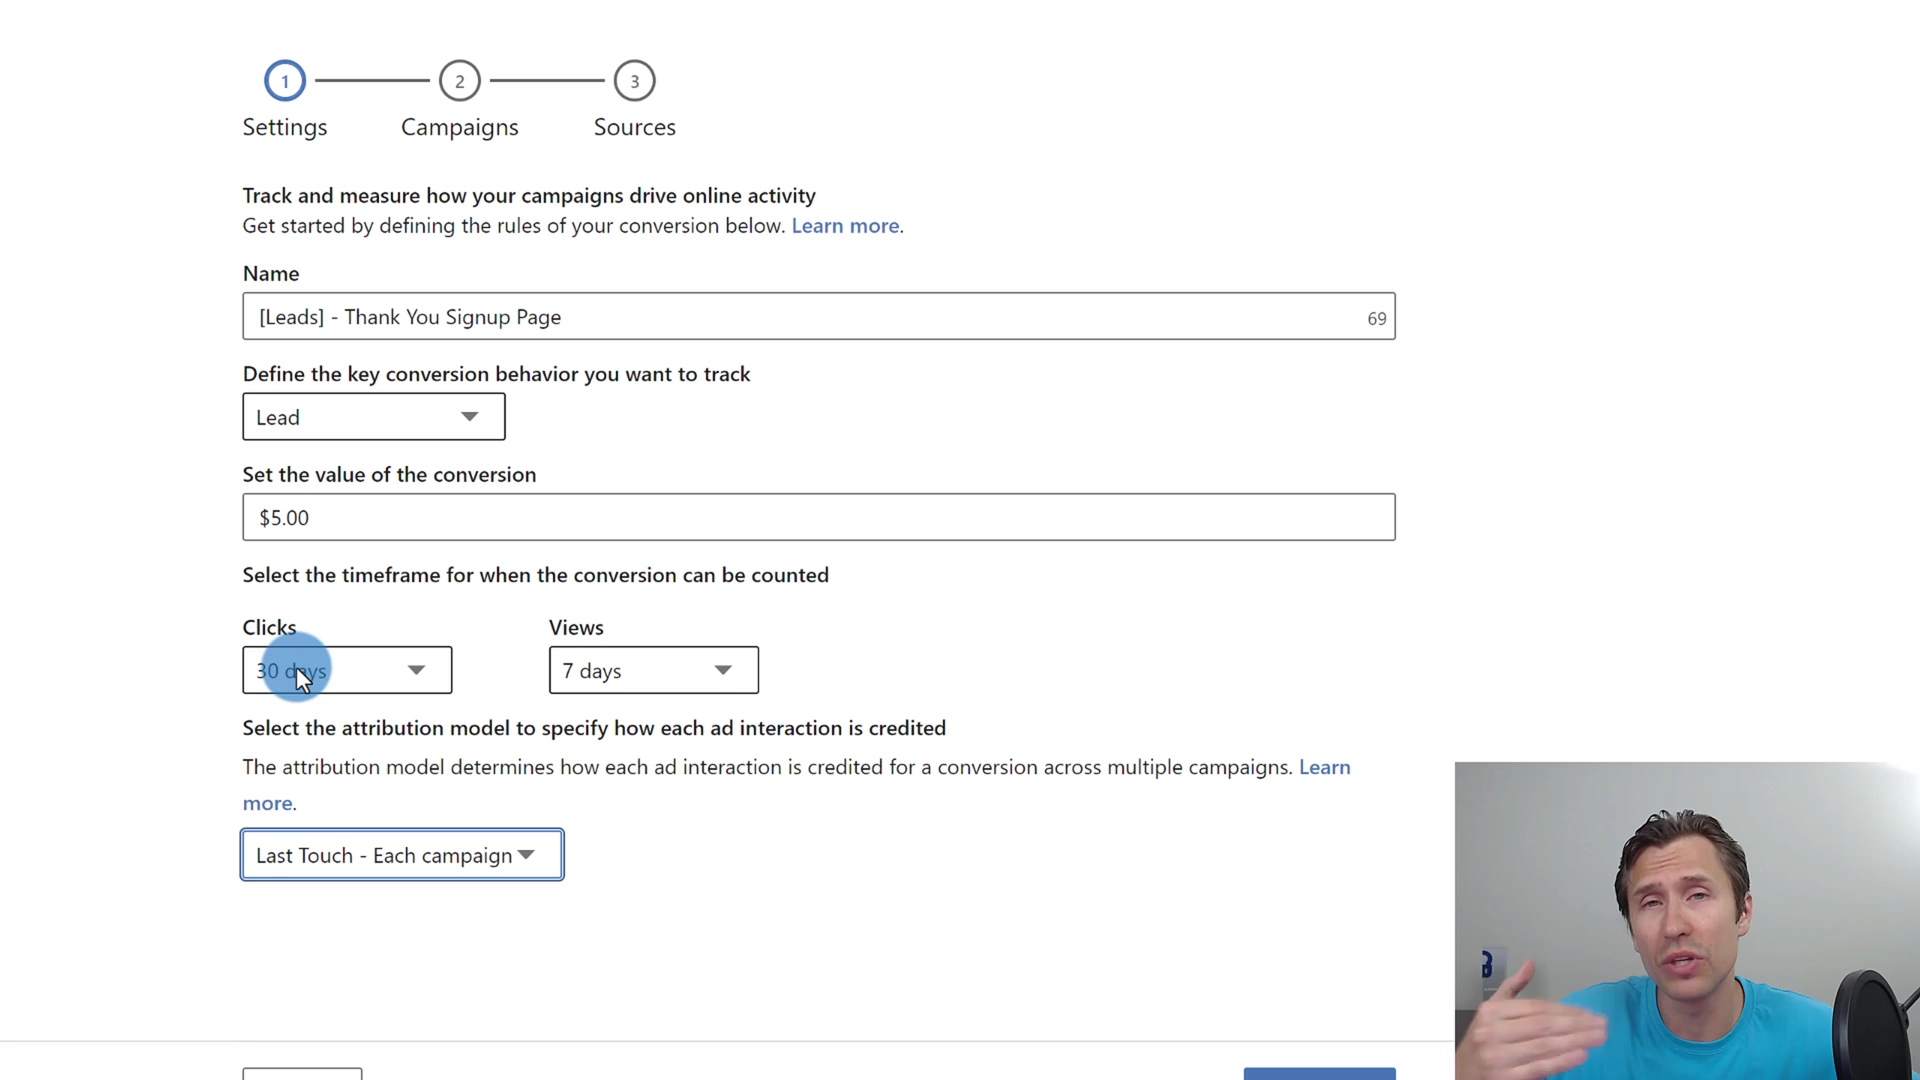 1
2
3
Settings
Campaigns
Sources
Track and measure how your campaigns drive online activity
Get started by defining the rules of your conversion below. Learn more.
Name
[Leads] - Thank You Signup Page
69
Define the key conversion behavior you want to track
Lead
Set the value of the conversion
$5.00
Select the timeframe for when the conversion can be counted
Clicks
Views
30 days
7 days
Select the attribution model to specify how each ad interaction is credited
The attribution model determines how each ad interaction is credited for a conversion across multiple campaigns. Learn
more.
Last Touch - Each campaign